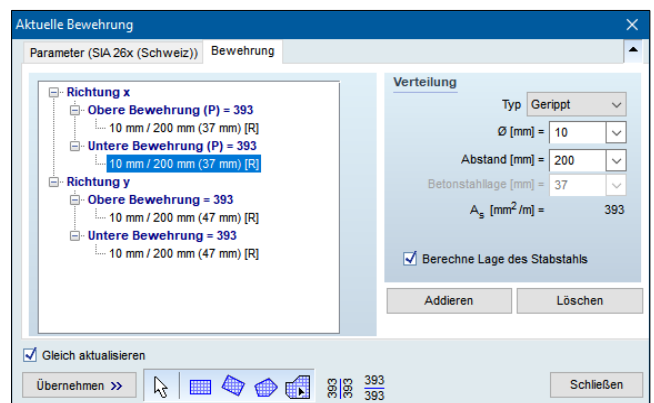 Aktuelle Bewehrung
Parameter (SIA 26x (Schweiz)) Bewehrung
Richtung x
Obere Bewehrung (P) = 393
10 mm / 200 mm (37 mm) [R]
Untere Bewehrung (P) = 393
10 mm / 200 mm (37 mm) [R]
Richtung y
Obere Bewehrung = 393
10 mm / 200 mm (47 mm) [R]
Untere Bewehrung = 393
10 mm / 200 mm (47 mm) [R]
Verteilung
Typ Gerippt
Ø [mm] = 10
Abstand [mm] = 200
Betonstahllage [mm] = 37
As [mm²/m] = 393
Berechne Lage des Stabstahls
Addieren Löschen
Gleich aktualisieren
Übernehmen >> 393 393 393 393 Schließen